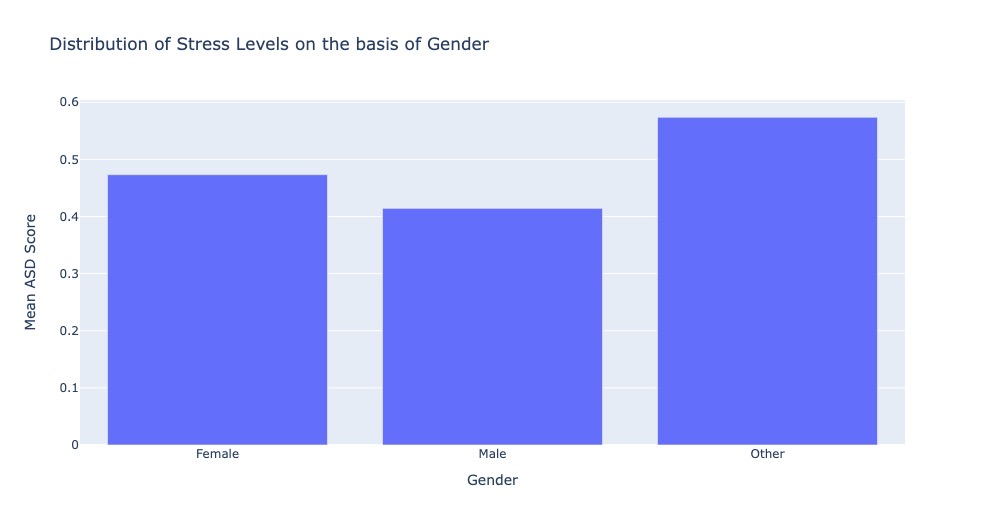 Distribution of Stress Levels on the basis of Gender
0.6
0.5
0.4
0.3
0.2
0.1
0
Mean ASD Score
Female Male Other
Gender